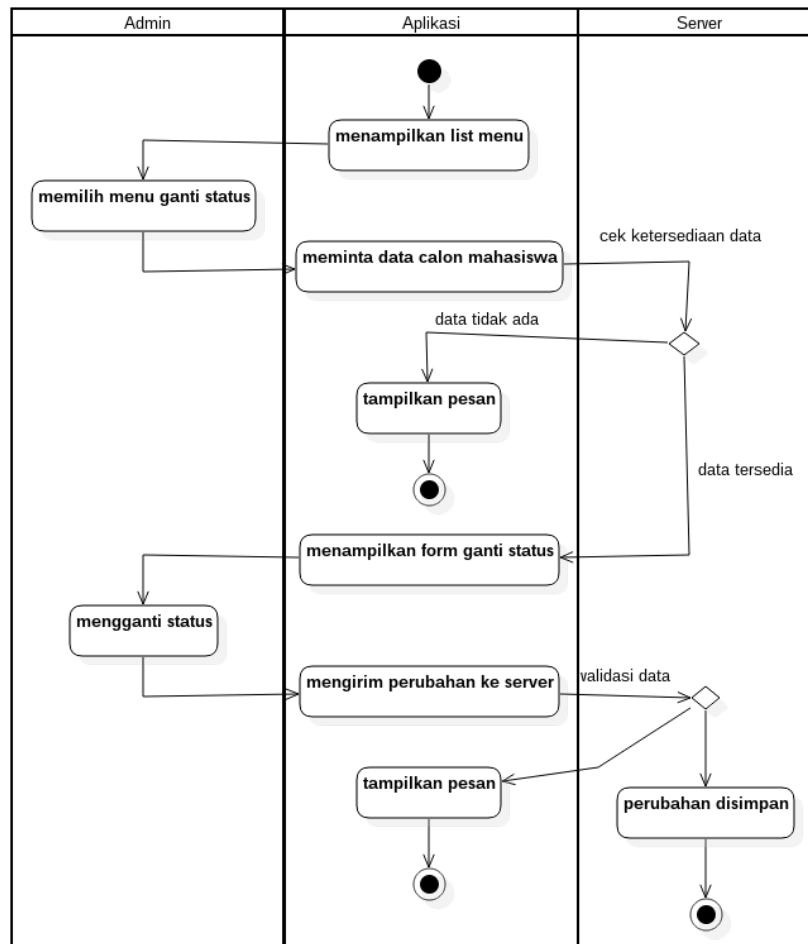 Admin
Aplikasi
Server
menampilkan list menu
memilih menu ganti status
cek ketersediaan data
meminta data calon mahasiswa
data tidak ada
tampilkan pesan
data tersedia
menampilkan form ganti status
mengganti status
mengirim perubahan ke server
validasi data
tampilkan pesan
perubahan disimpan